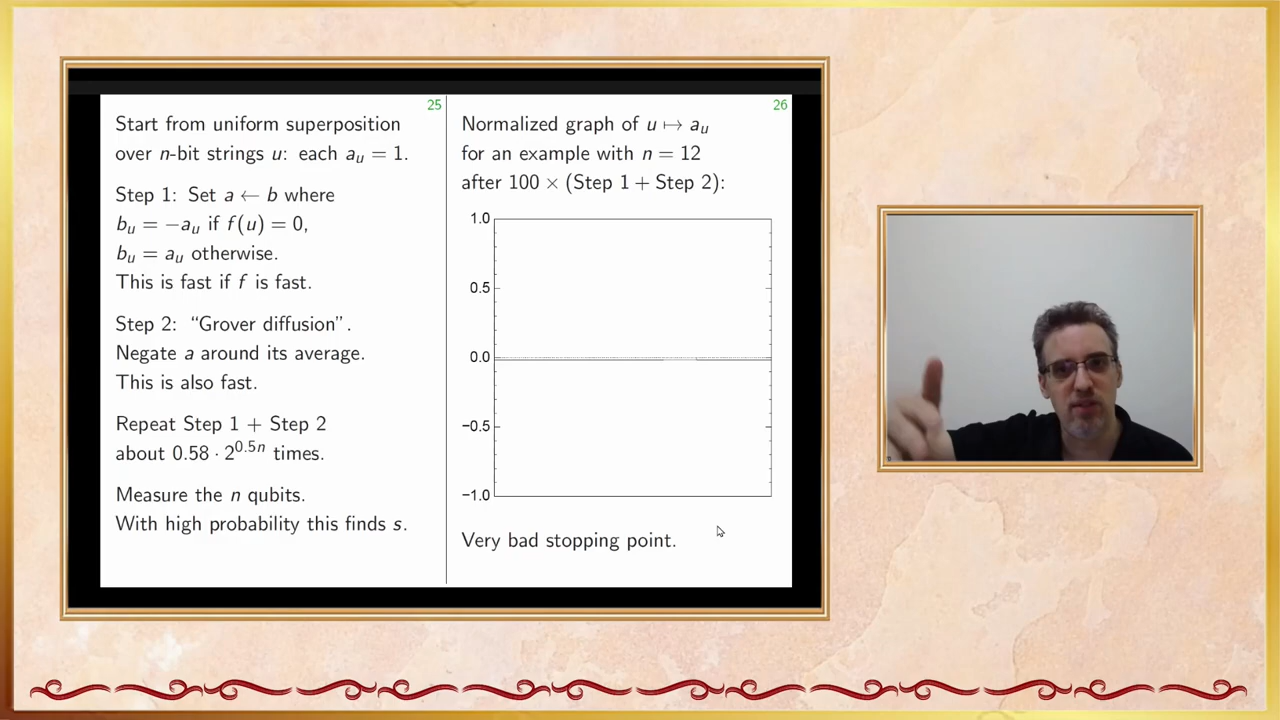 25
Start from uniform superposition
over n-bit strings u: each a_u = 1.
Step 1: Set a ← b where
b_u = −a_u if f(u) = 0,
b_u = a_u otherwise.
This is fast if f is fast.
Step 2: “Grover diffusion”.
Negate a around its average.
This is also fast.
Repeat Step 1 + Step 2
about 0.58 · 2^{0.5n} times.
Measure the n qubits.
With high probability this finds s.
26
Normalized graph of u ↦ a_u
for an example with n = 12
after 100 × (Step 1 + Step 2):
1.0
0.5
0.0
−0.5
−1.0
Very bad stopping point.